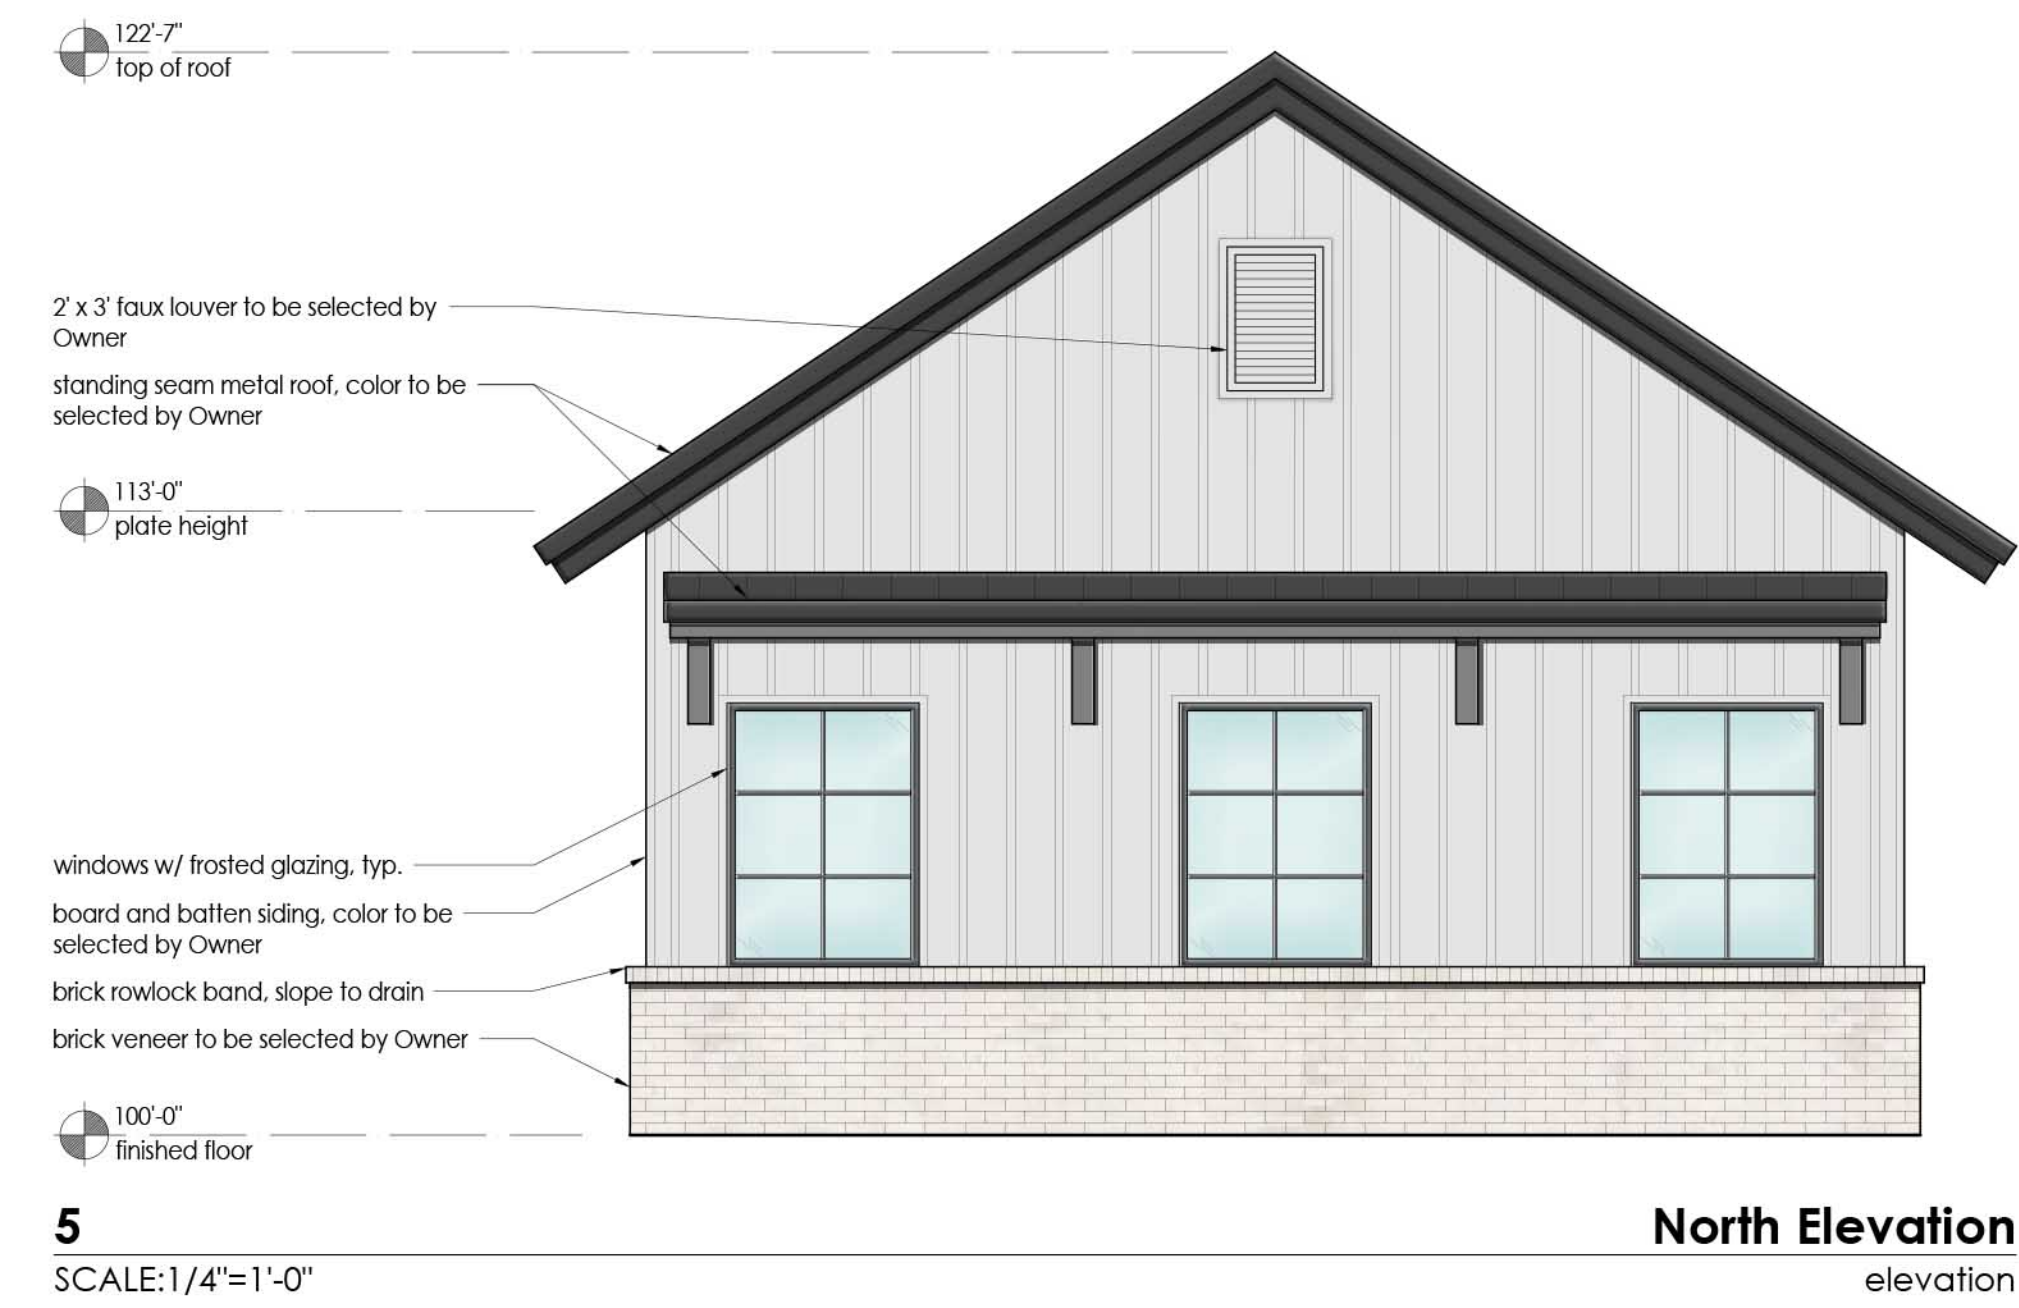 122'-7"
top of roof
2' x 3' faux louver to be selected by
Owner
standing seam metal roof, color to be
selected by Owner
113'-0"
plate height
windows w/ frosted glazing, typ.
board and batten siding, color to be
selected by Owner
brick rowlock band, slope to drain
brick veneer to be selected by Owner
100'-0"
finished floor
5
North Elevation
SCALE:1/4"=1'-0"
elevation